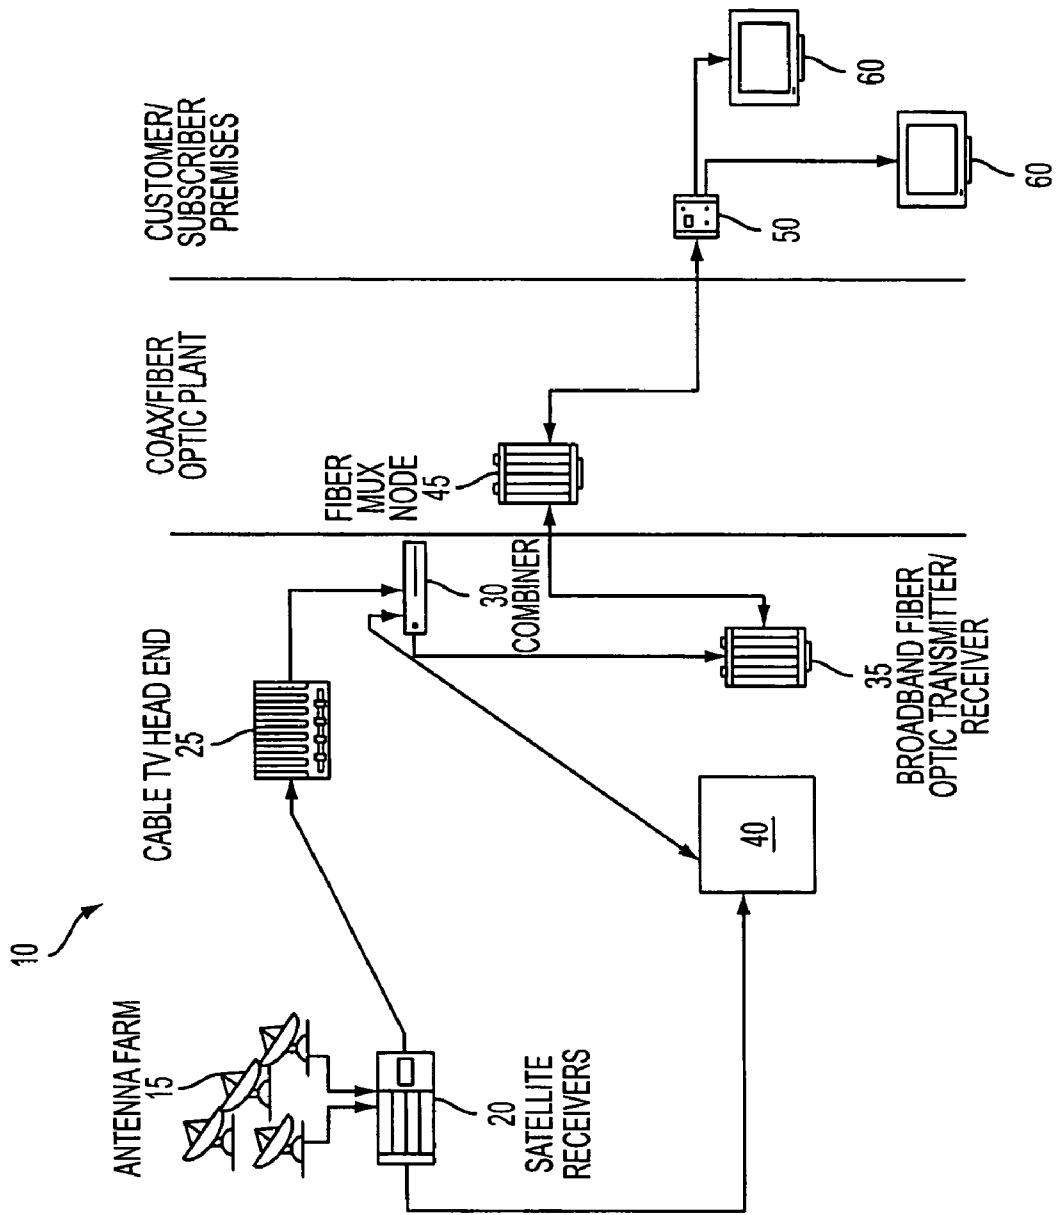 10
ANTENNA FARM
15
20
SATELLITE
RECEIVERS
CABLE TV HEAD END
25
30
COMBINER
40
35
BROADBAND FIBER
OPTIC TRANSMITTER/
RECEIVER
COAX/FIBER
OPTIC PLANT
FIBER
MUX
NODE
45
CUSTOMER/
SUBSCRIBER
PREMISES
50
60
60